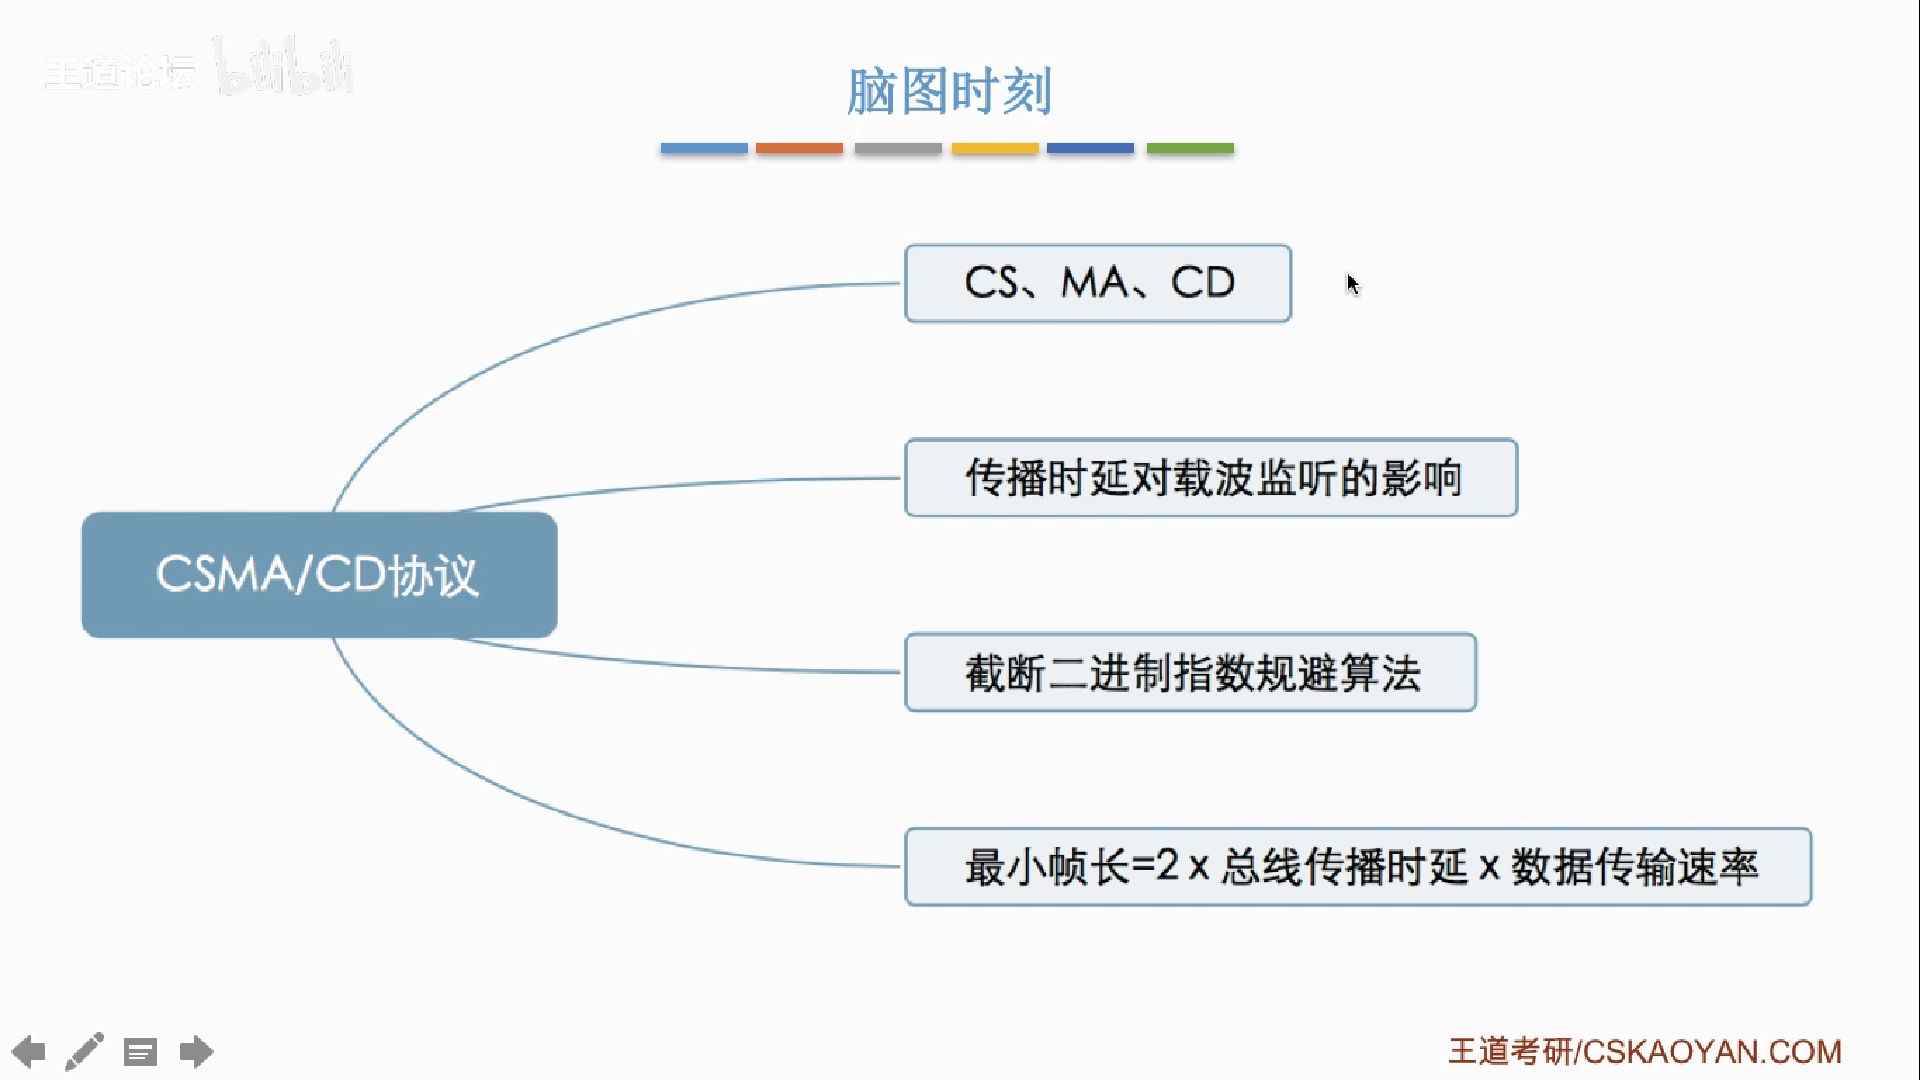 王道论坛 bilibili
脑图时刻
CS、MA、CD
传播时延对载波监听的影响
CSMA/CD协议
截断二进制指数规避算法
最小帧长=2 x 总线传播时延 x 数据传输速率
王道考研/CSKAOYAN.COM